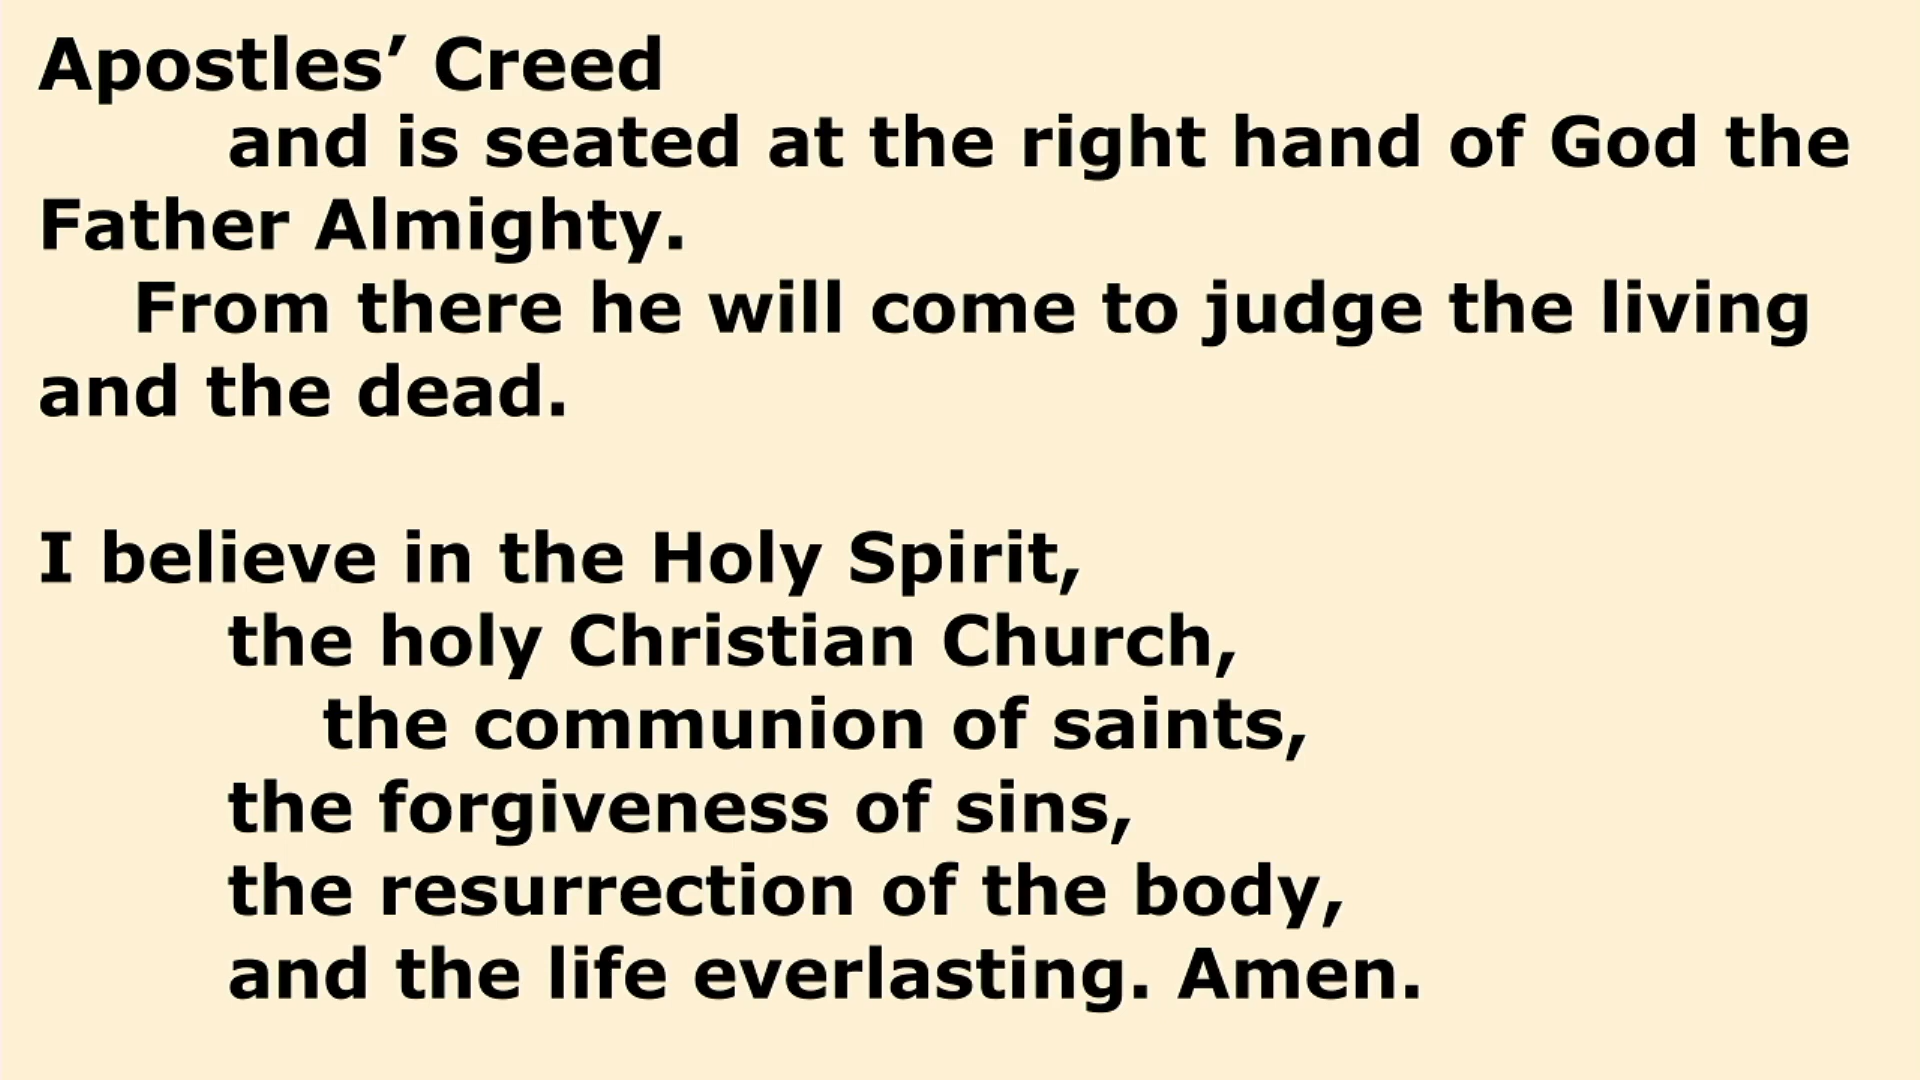 Apostles’ Creed
and is seated at the right hand of God the
Father Almighty.
From there he will come to judge the living
and the dead.
I believe in the Holy Spirit,
the holy Christian Church,
the communion of saints,
the forgiveness of sins,
the resurrection of the body,
and the life everlasting. Amen.